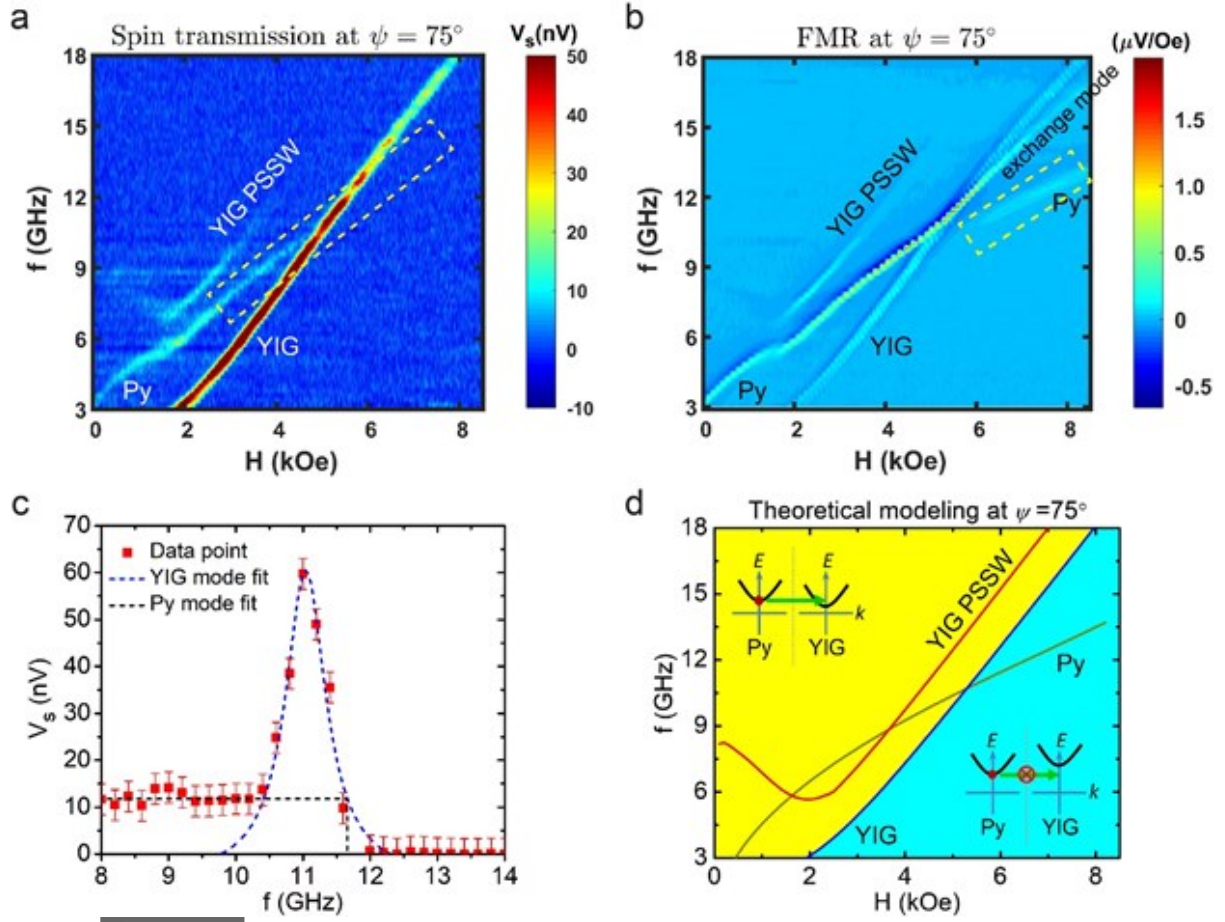 a
Spin transmission at ψ = 75°
Vs(nV)
18
15
12
9
6
3
f (GHz)
YIG PSSW
YIG
Py
0
2
4
6
8
H (kOe)
50
40
30
20
10
0
-10
b
FMR at ψ = 75°
(μV/Oe)
18
15
12
9
6
3
f (GHz)
YIG PSSW
exchange mode
Py
YIG
Py
0
2
4
6
8
H (kOe)
1.5
1.0
0.5
0
-0.5
c
70
60
50
40
30
20
10
0
Vs (nV)
Data point
YIG mode fit
Py mode fit
8
9
10
11
12
13
14
f (GHz)
d
Theoretical modeling at ψ =75°
18
15
12
9
6
3
f (GHz)
E
E
k
Py
YIG
YIG PSSW
Py
E
E
k
Py
YIG
YIG
0
2
4
6
8
H (kOe)